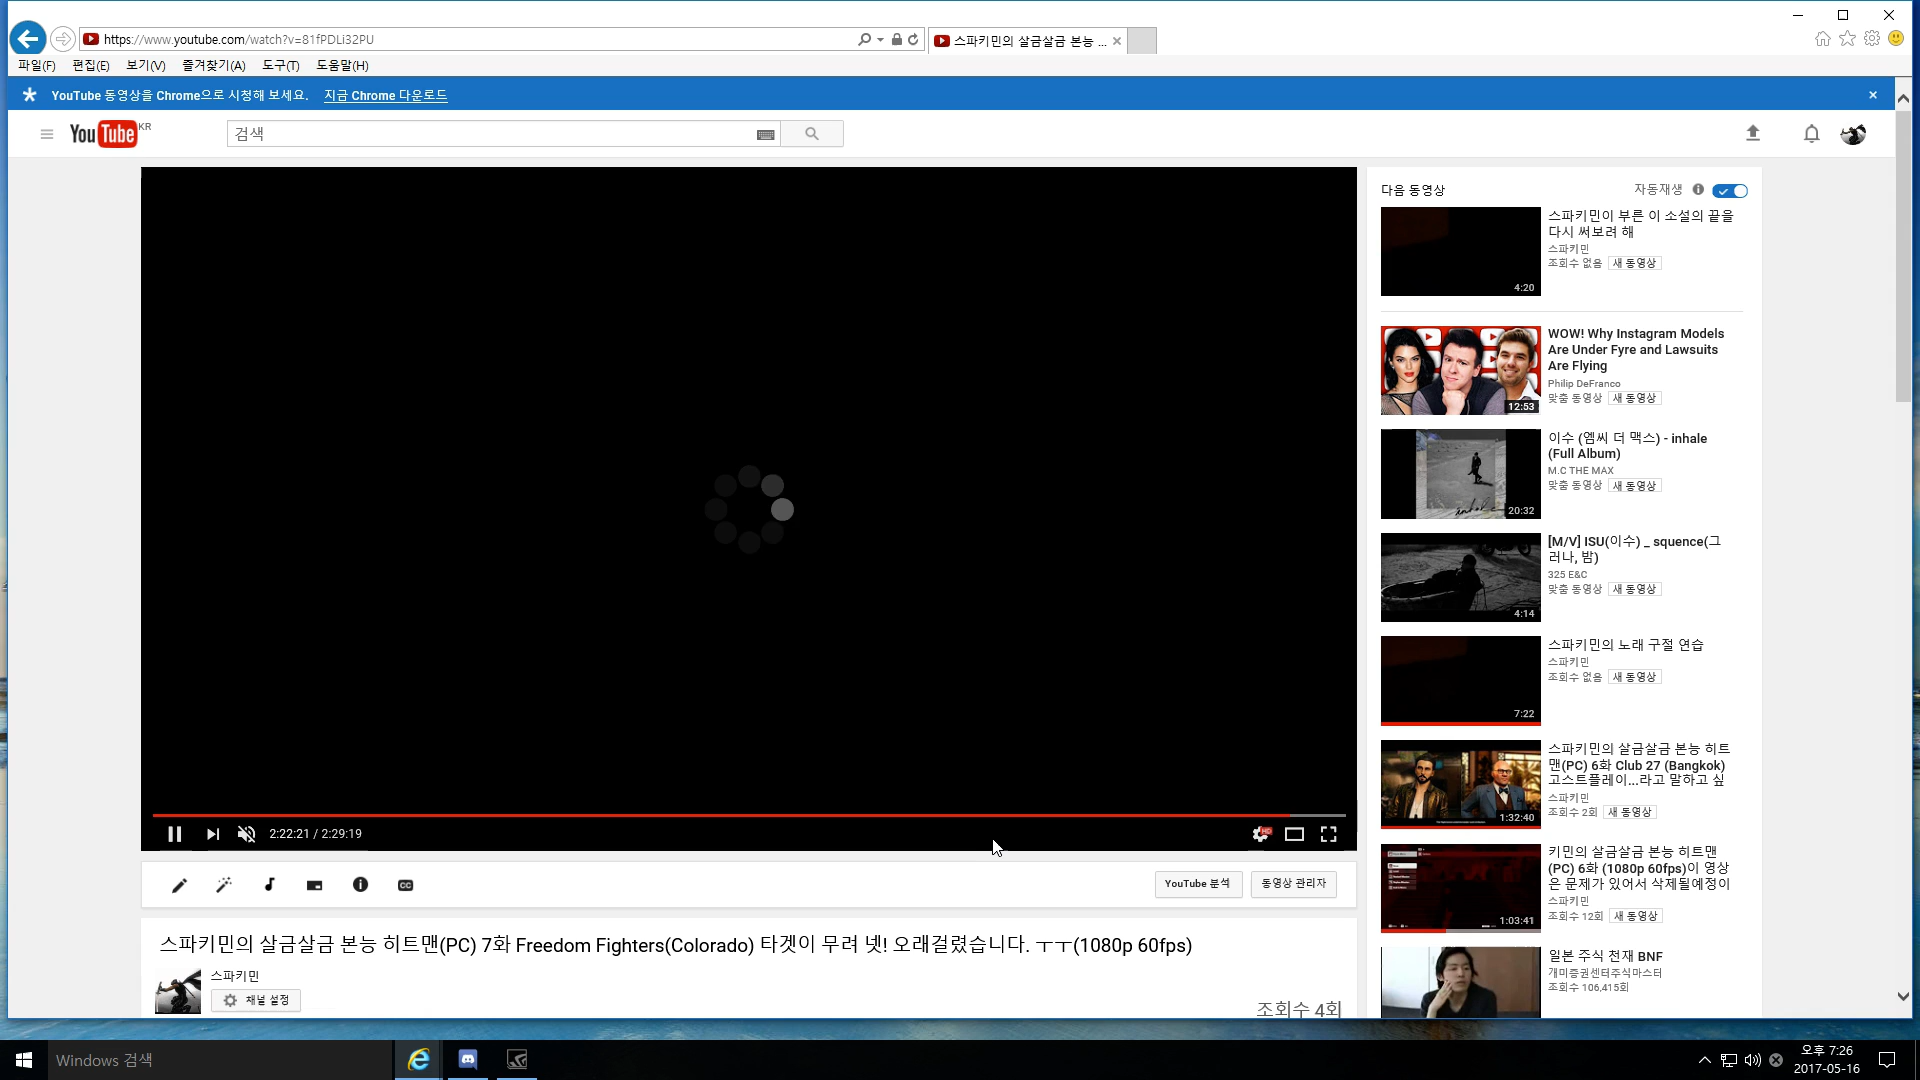 https://www.youtube.com/watch?v=81fPDLi32PU
스파키민의 살금살금 본능 ...
파일(F) 편집(E) 보기(V) 즐겨찾기(A) 도구(T) 도움말(H)
YouTube 동영상을 Chrome으로 시청해 보세요. 지금 Chrome 다운로드
YouTube KR
검색
다음 동영상
자동재생
스파키민이 부른 이 소설의 끝을
다시 써보려 해
스파키민
조회수 없음 새 동영상
4:20
WOW! Why Instagram Models
Are Under Fyre and Lawsuits
Are Flying
Philip DeFranco
맞춤 동영상 새 동영상
12:53
이수 (엠씨 더 맥스) - inhale
(Full Album)
M.C THE MAX
맞춤 동영상 새 동영상
20:32
[M/V] ISU(이수) _ squence(그
러나, 밤)
325 E&C
맞춤 동영상 새 동영상
4:14
스파키민의 노래 구절 연습
스파키민
조회수 없음 새 동영상
7:22
스파키민의 살금살금 본능 히트
맨(PC) 6화 Club 27 (Bangkok)
고스트플레이...라고 말하고 싶
스파키민
조회수 2회 새 동영상
1:32:40
키민의 살금살금 본능 히트맨
(PC) 6화 (1080p 60fps)이 영상
은 문제가 있어서 삭제될예정이
스파키민
조회수 12회 새 동영상
1:03:41
일본 주식 천재 BNF
개미증권센터주식마스터
조회수 106,415회
2:22:21 / 2:29:19
HD
CC
YouTube 분석
동영상 관리자
스파키민의 살금살금 본능 히트맨(PC) 7화 Freedom Fighters(Colorado) 타겟이 무려 넷! 오래걸렸습니다. ㅜㅜ(1080p 60fps)
스파키민
채널 설정
조회수 4회
Windows 검색
오후 7:26
2017-05-16